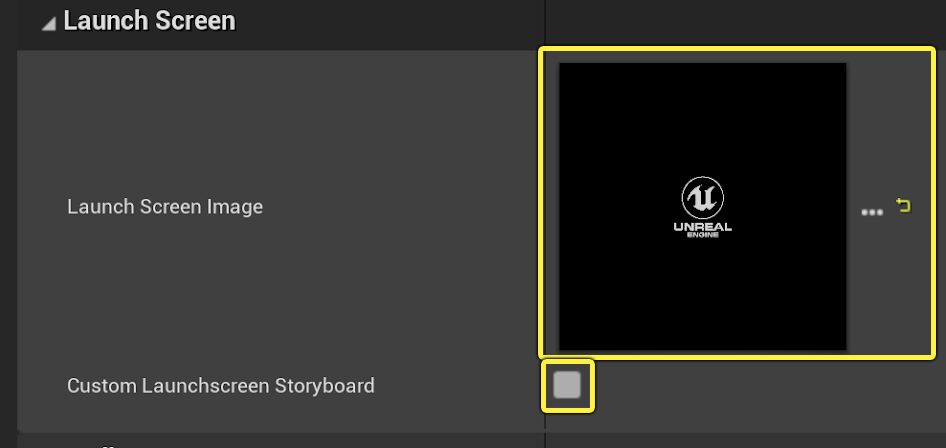 Launch Screen
Launch Screen Image
UNREAL
ENGINE
Custom Launchscreen Storyboard